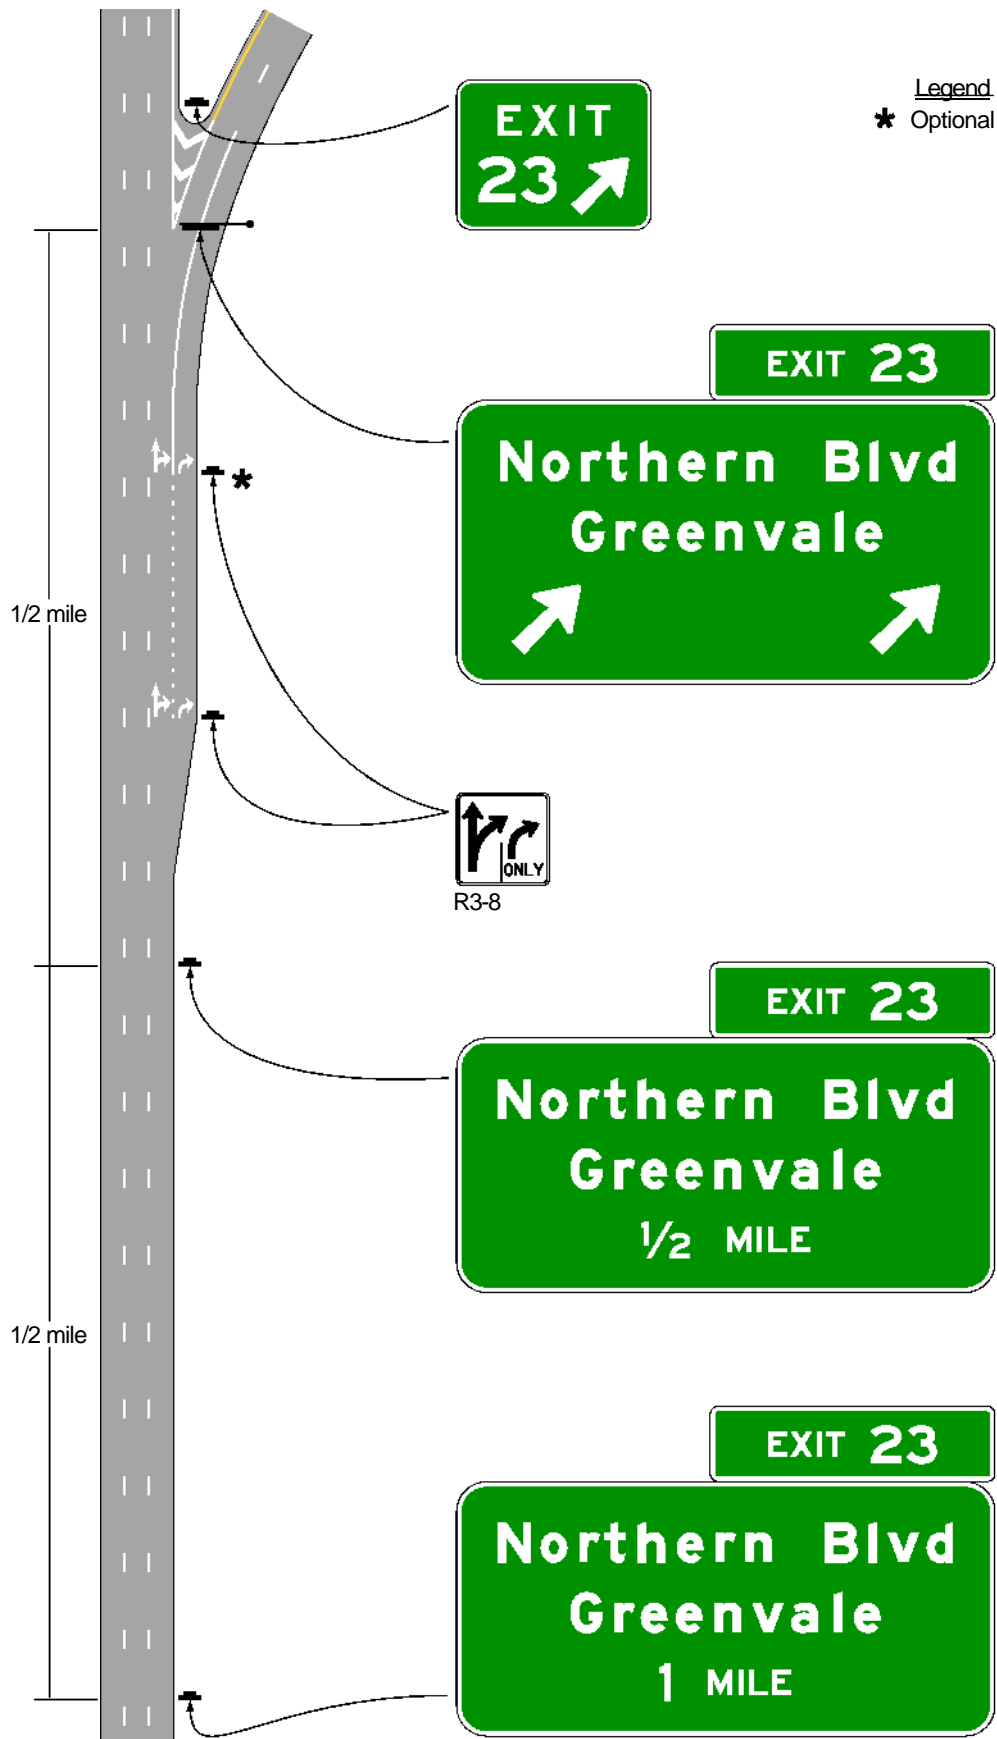 EXIT
23
Legend
* Optional
EXIT 23
Northern Blvd
Greenvale
*
1/2 mile
ONLY
R3-8
EXIT 23
Northern Blvd
Greenvale
1/2 MILE
1/2 mile
EXIT 23
Northern Blvd
Greenvale
1 MILE